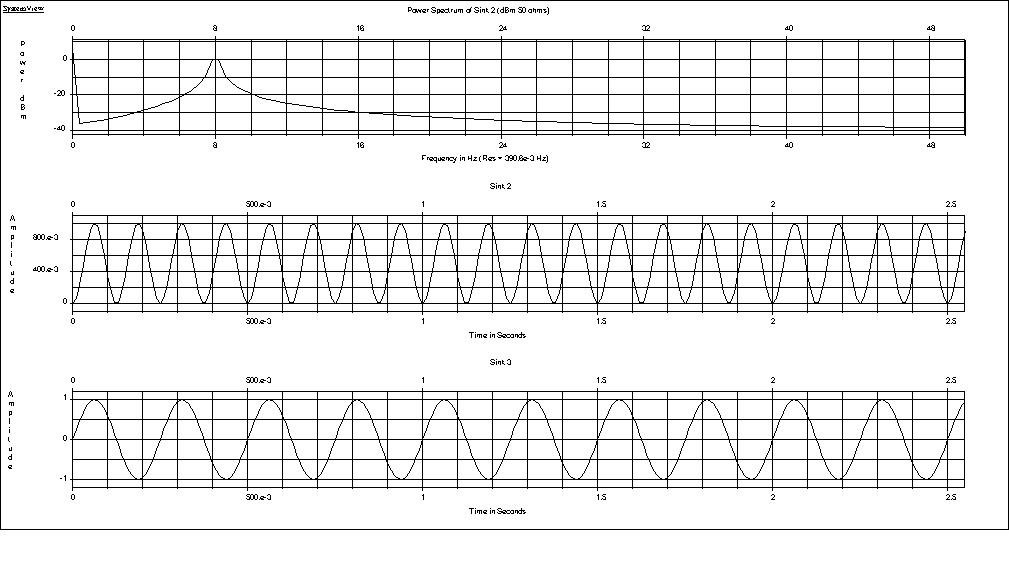 SystemView
Power Spectrum of Sink 2 (dBm 50 ohms)
0 8 16 24 32 40 48
Power dBm
0
-20
-40
0 8 16 24 32 40 48
Frequency in Hz (Res = 390.6e-3 Hz)
Sink 2
0 500.e-3 1 1.5 2 2.5
Amplitude
800.e-3
400.e-3
0
0 500.e-3 1 1.5 2 2.5
Time in Seconds
Sink 3
0 500.e-3 1 1.5 2 2.5
Amplitude
1
0
-1
0 500.e-3 1 1.5 2 2.5
Time in Seconds